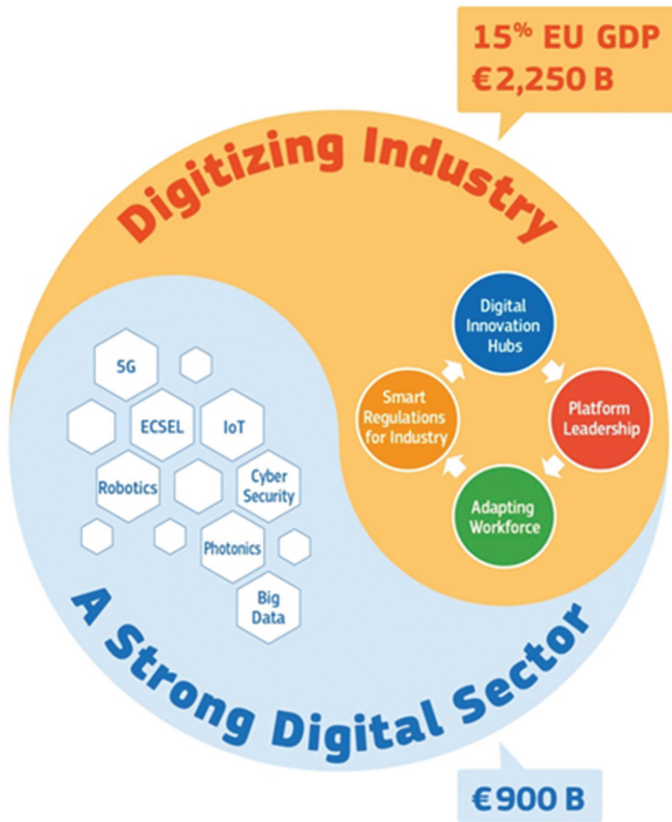 15% EU GDP
€2,250 B
Digitizing Industry
Digital
Innovation
Hubs
Smart
Regulations
for Industry
Platform
Leadership
Adapting
Workforce
5G
ECSEL
IoT
Robotics
Cyber
Security
Photonics
Big
Data
A Strong Digital Sector
€900 B